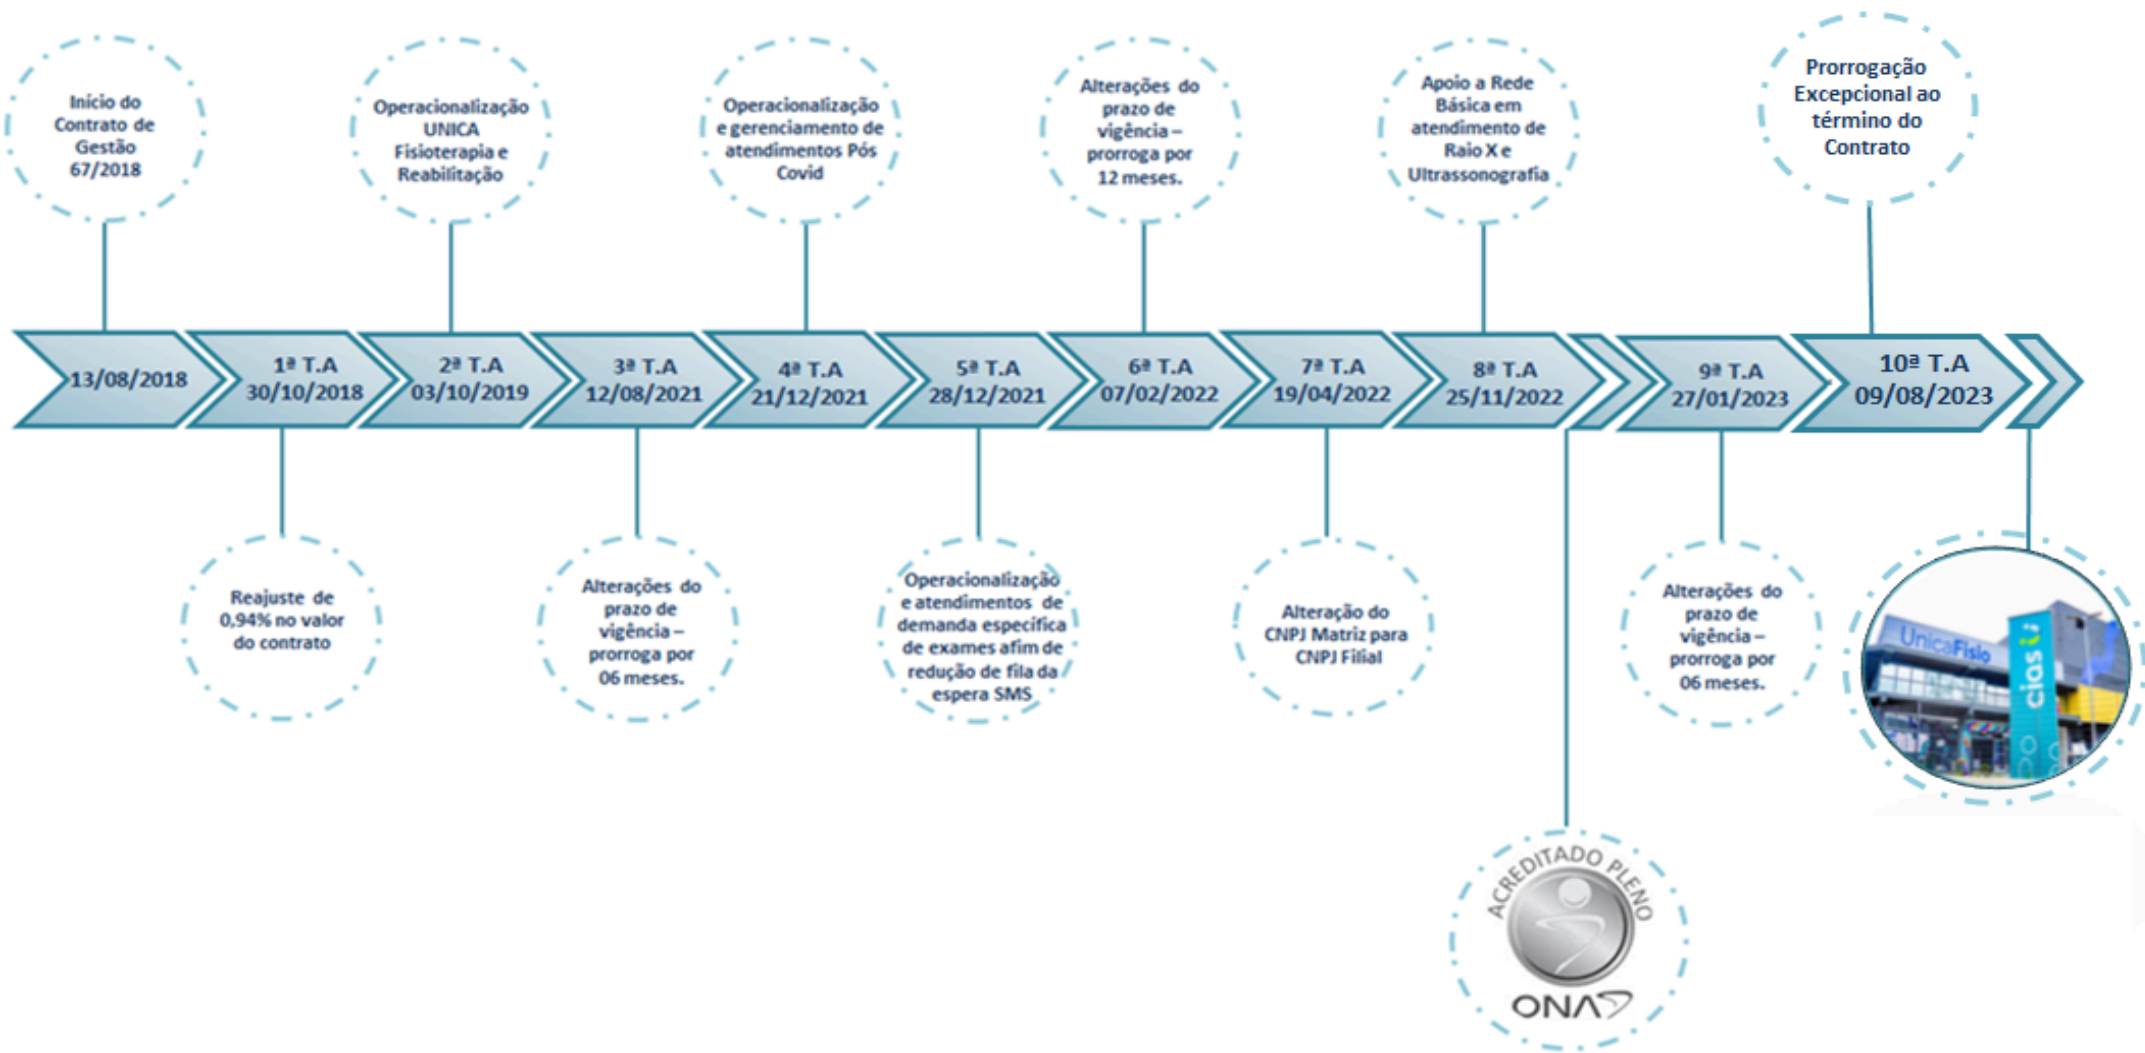 Início do
Contrato de
Gestão
67/2018
Operacionalização
UNICA
Fisioterapia e
Reabilitação
Operacionalização
e gerenciamento de
atendimentos Pós
Covid
Alterações do
prazo de
vigência –
prorroga por
12 meses.
Apoio a Rede
Básica em
atendimento de
Raio X e
Ultrassonografia
Prorrogação
Excepcional ao
término do
Contrato
13/08/2018
1ª T.A
30/10/2018
2ª T.A
03/10/2019
3ª T.A
12/08/2021
4ª T.A
21/12/2021
5ª T.A
28/12/2021
6ª T.A
07/02/2022
7ª T.A
19/04/2022
8ª T.A
25/11/2022
9ª T.A
27/01/2023
10ª T.A
09/08/2023
Reajuste de
0,94% no valor
do contrato
Alterações do
prazo de
vigência –
prorroga por
06 meses.
Operacionalização
e atendimentos de
demanda específica
de exames afim de
redução de fila da
espera SMS
Alteração do
CNPJ Matriz para
CNPJ Filial
Alterações do
prazo de
vigência –
prorroga por
06 meses.
UnicaFisio
cias
ACREDITADO PLENO
ONA